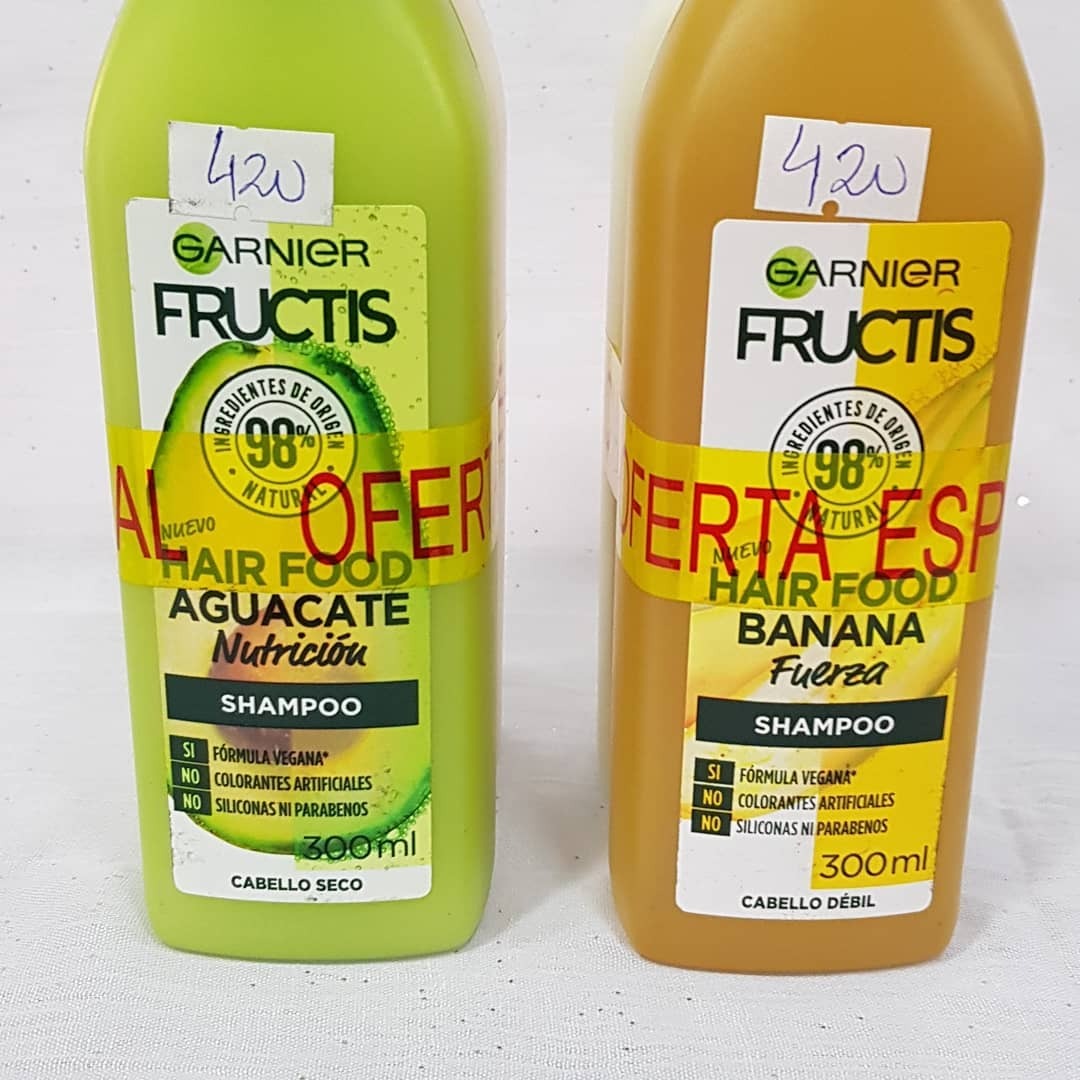 420
GARNIER
FRUCTIS
INGREDIENTES DE ORIGEN
98%
NATURAL
AL OFERT
NUEVO
HAIR FOOD
AGUACATE
Nutrición
SHAMPOO
SI FÓRMULA VEGANA*
NO COLORANTES ARTIFICIALES
NO SILICONAS NI PARABENOS
300ml
CABELLO SECO
420
GARNIER
FRUCTIS
INGREDIENTES DE ORIGEN
98%
NATURAL
OFERTA ESP
NUEVO
HAIR FOOD
BANANA
Fuerza
SHAMPOO
SI FÓRMULA VEGANA*
NO COLORANTES ARTIFICIALES
NO SILICONAS NI PARABENOS
300ml
CABELLO DÉBIL